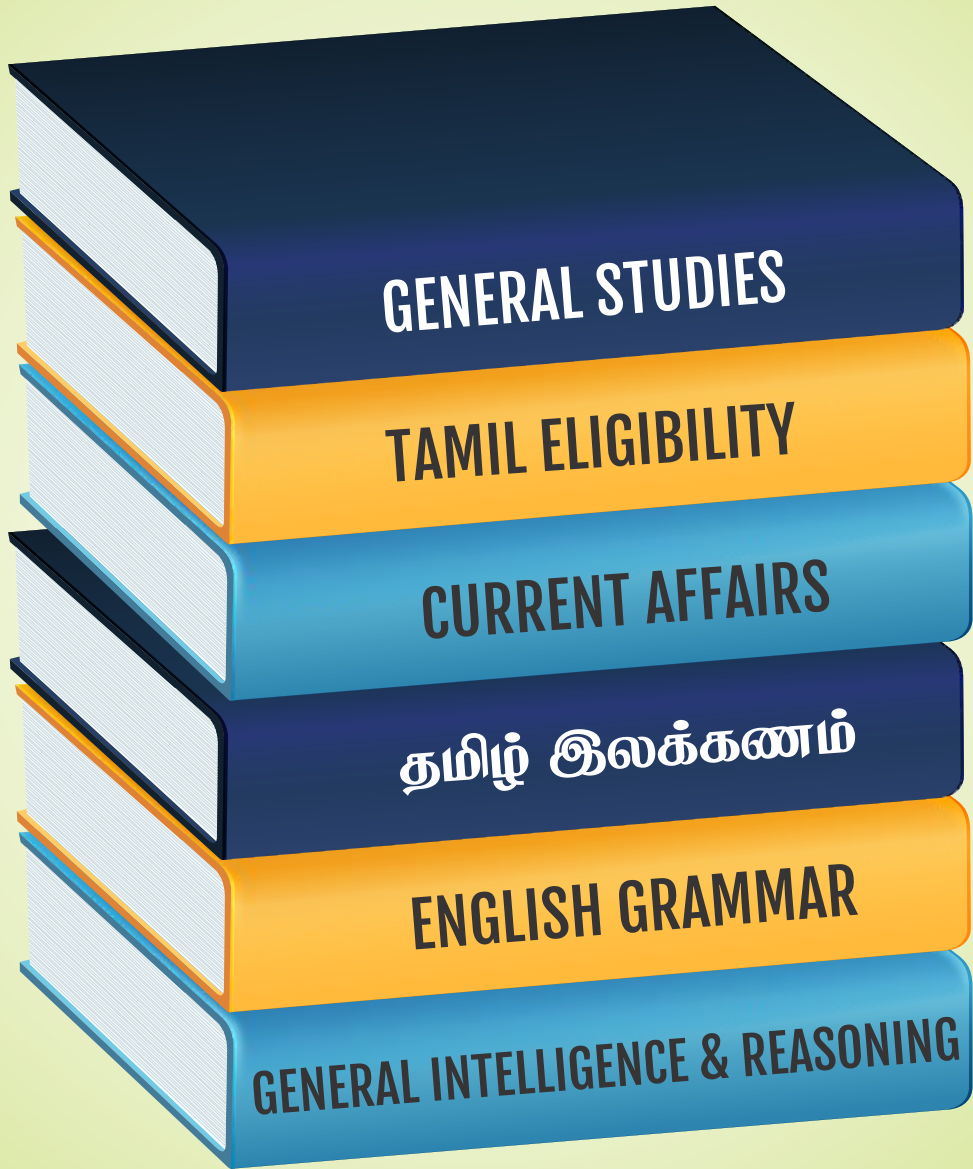 GENERAL STUDIES
TAMIL ELIGIBILITY
CURRENT AFFAIRS
தமிழ் இலக்கணம்
ENGLISH GRAMMAR
GENERAL INTELLIGENCE & REASONING